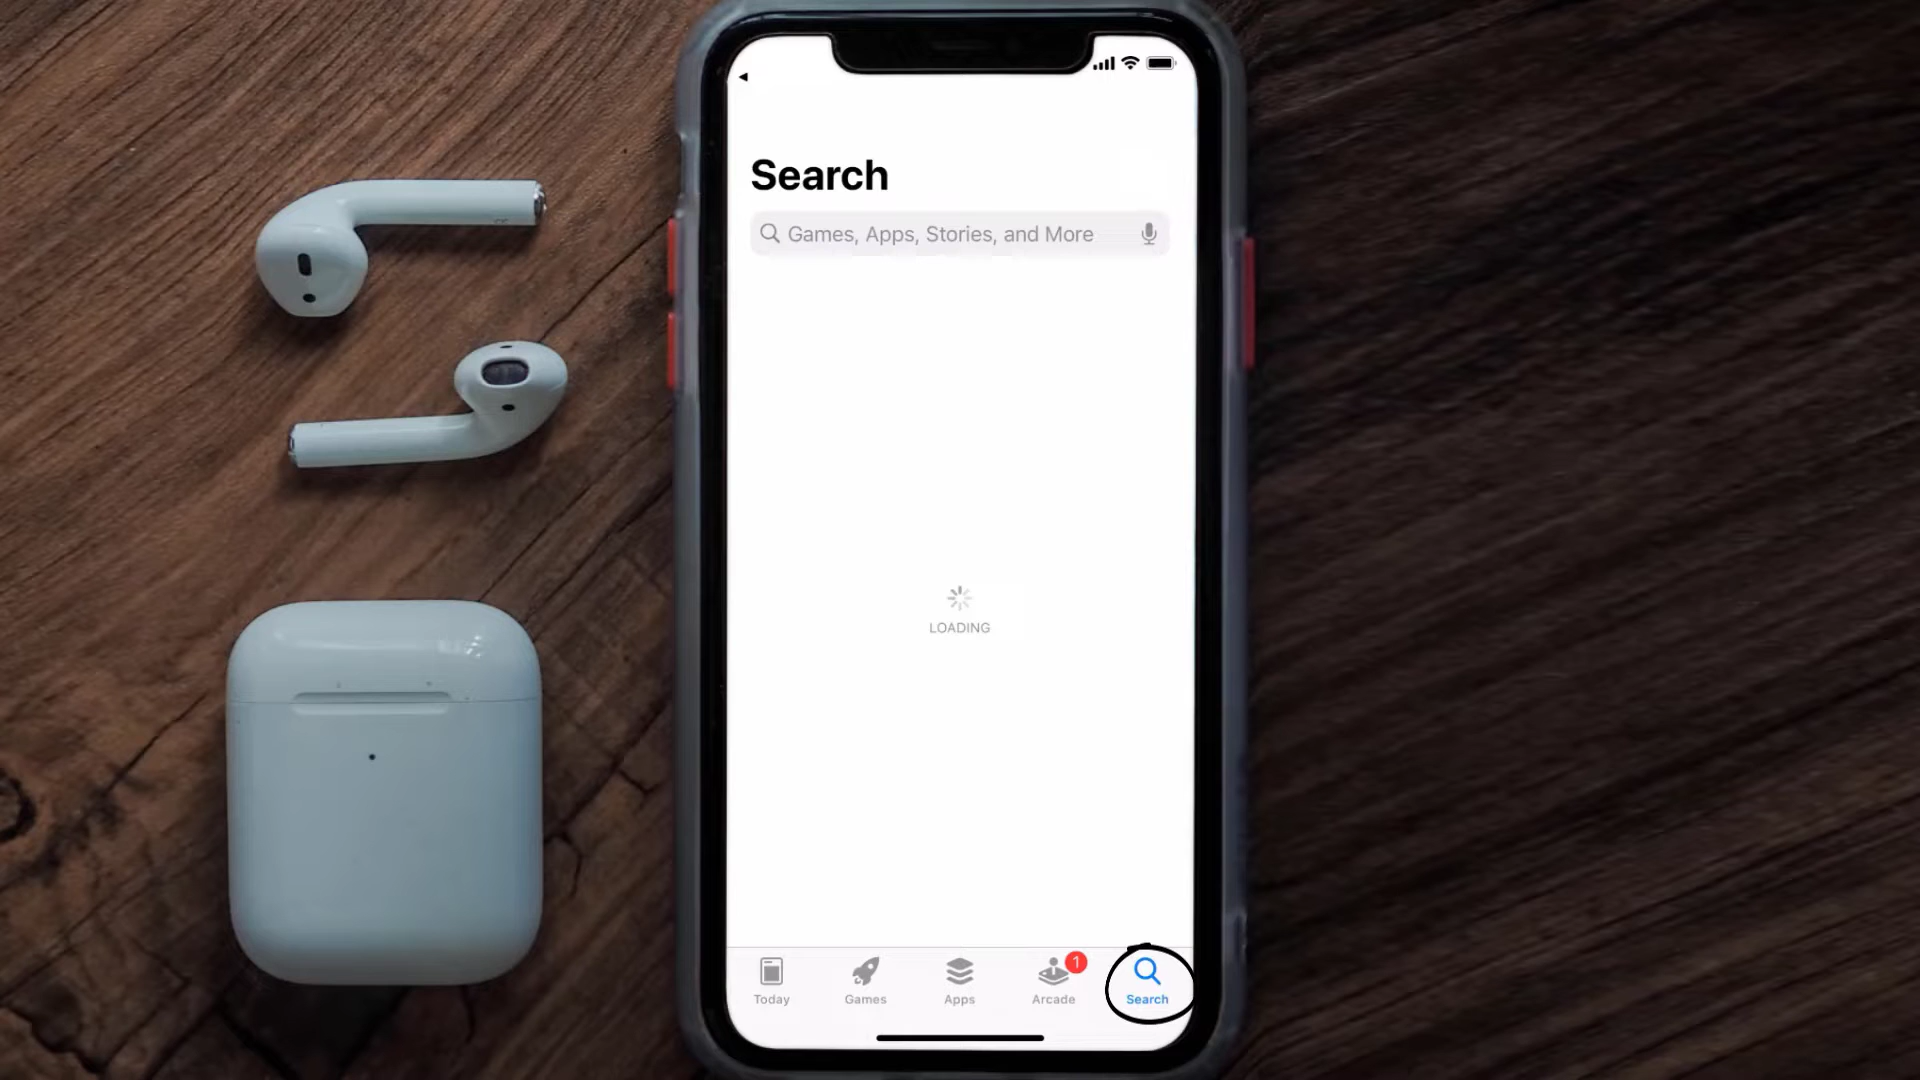 Search
Games, Apps, Stories, and More
LOADING
1
Today
Games
Apps
Arcade
Search